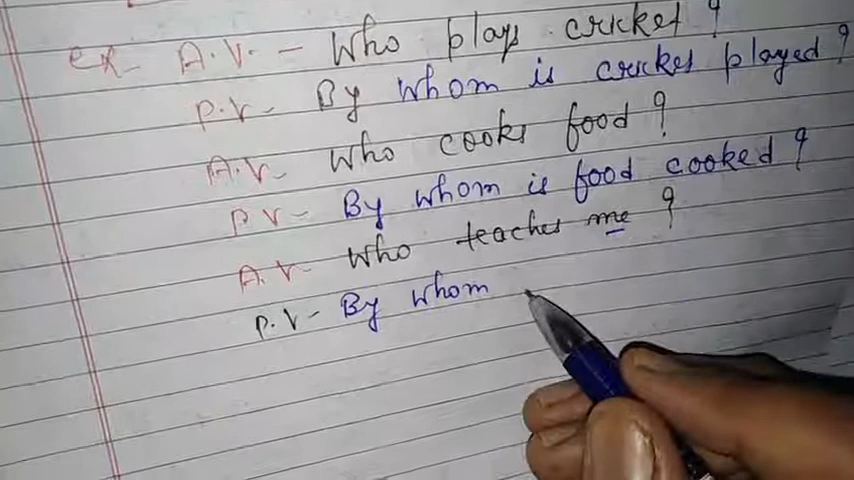 ex- A.V. - Who plays cricket ?
P.V- By whom is cricket played ?
A.V- Who cooks food ?
P.V- By whom is food cooked ?
A.V- Who teaches me ?
P.V- By whom